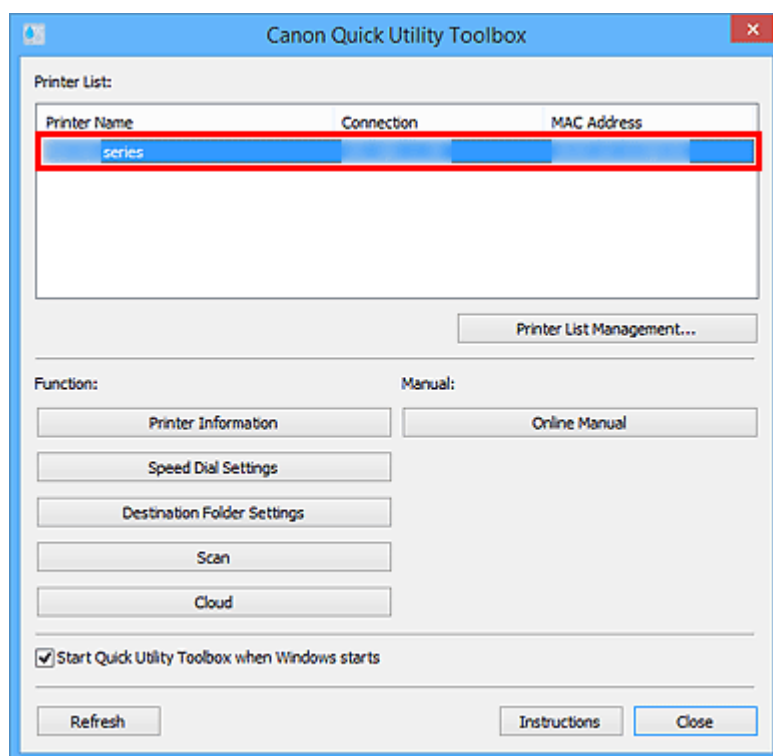 Canon Quick Utility Toolbox
Printer List:
Printer Name Connection MAC Address
series
Printer List Management...
Function: Manual:
Printer Information Online Manual
Speed Dial Settings
Destination Folder Settings
Scan
Cloud
Start Quick Utility Toolbox when Windows starts
Refresh Instructions Close